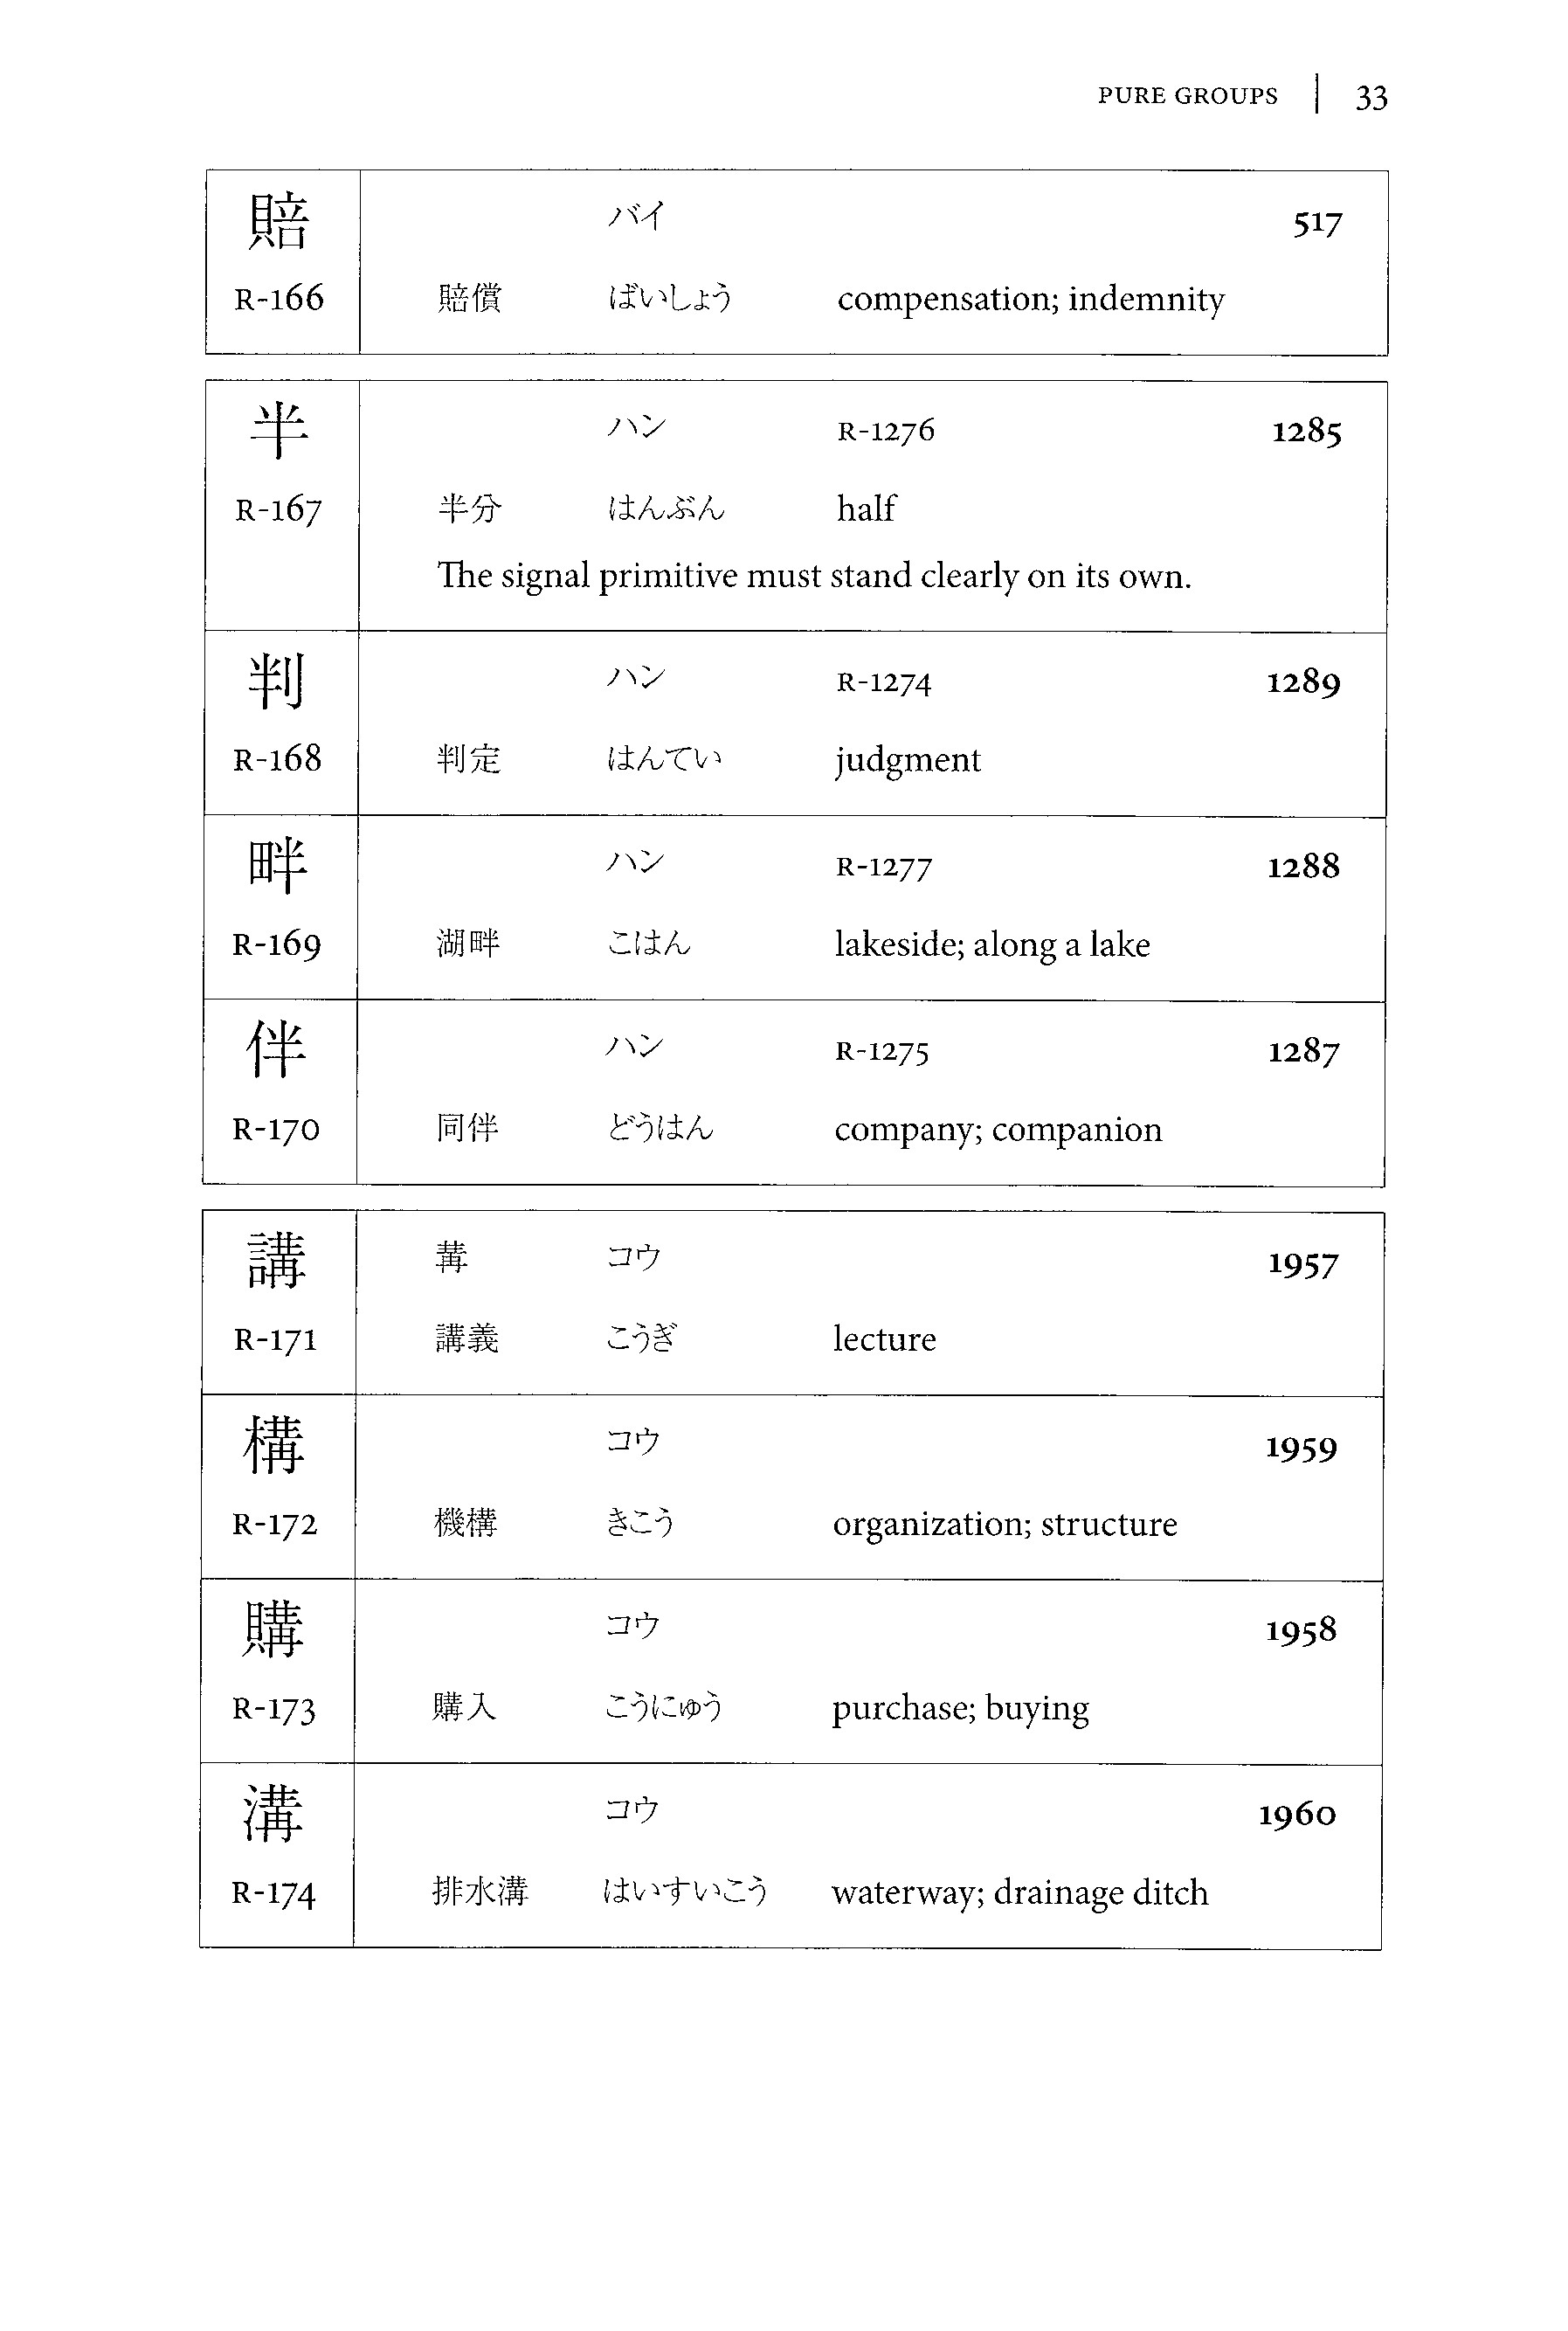 PURE GROUPS | 33
賠 バイ 517
R-166 賠償 ばいしょう compensation; indemnity
半 ハン R-1276 1285
R-167 半分 はんぶん half
The signal primitive must stand clearly on its own.
判 ハン R-1274 1289
R-168 判定 はんてい judgment
畔 ハン R-1277 1288
R-169 湖畔 こはん lakeside; along a lake
伴 ハン R-1275 1287
R-170 同伴 どうはん company; companion
講 冓 コウ 1957
R-171 講義 こうぎ lecture
構 コウ 1959
R-172 機構 きこう organization; structure
購 コウ 1958
R-173 購入 こうにゅう purchase; buying
溝 コウ 1960
R-174 排水溝 はいすいこう waterway; drainage ditch